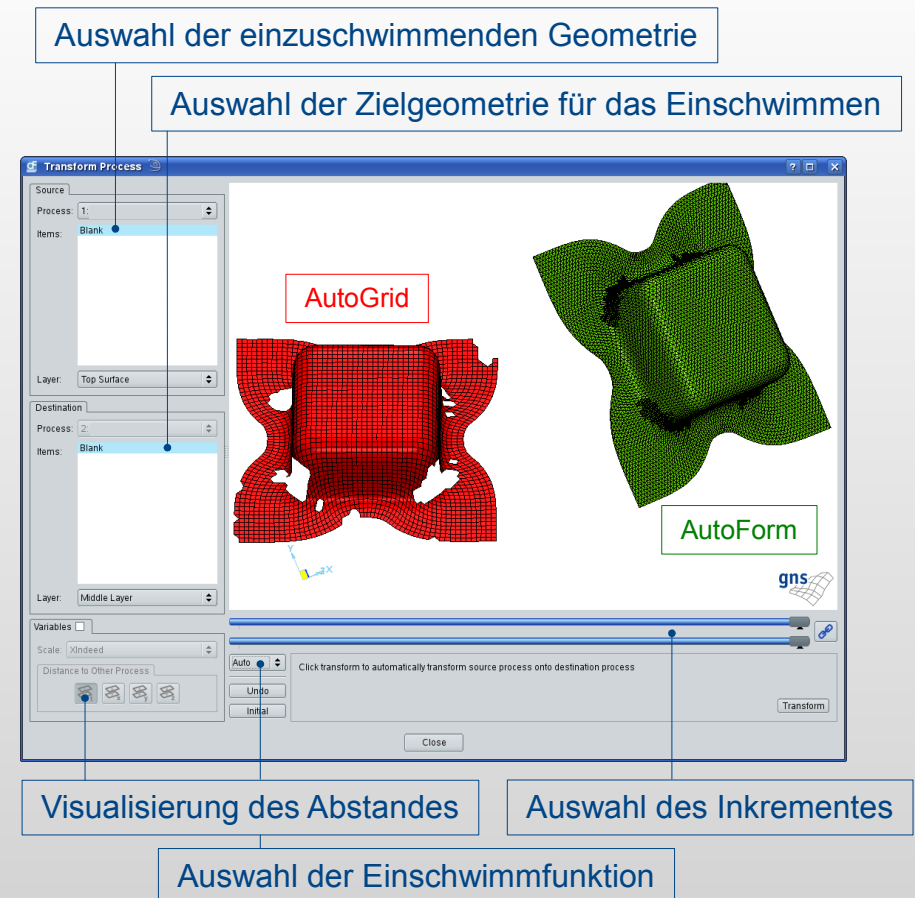 Auswahl der einzuschwimmenden Geometrie
Auswahl der Zielgeometrie für das Einschwimmen
Transform Process
Source
Process: 1:
Items: Blank
Layer: Top Surface
Destination
Process: 2:
Items: Blank
Layer: Middle Layer
Variables
Scale: XIndeed
Distance to Other Process
AutoGrid
AutoForm
Y
Z X
gns
Auto
Undo
Initial
Click transform to automatically transform source process onto destination process
Transform
Close
Visualisierung des Abstandes
Auswahl des Inkrementes
Auswahl der Einschwimmfunktion